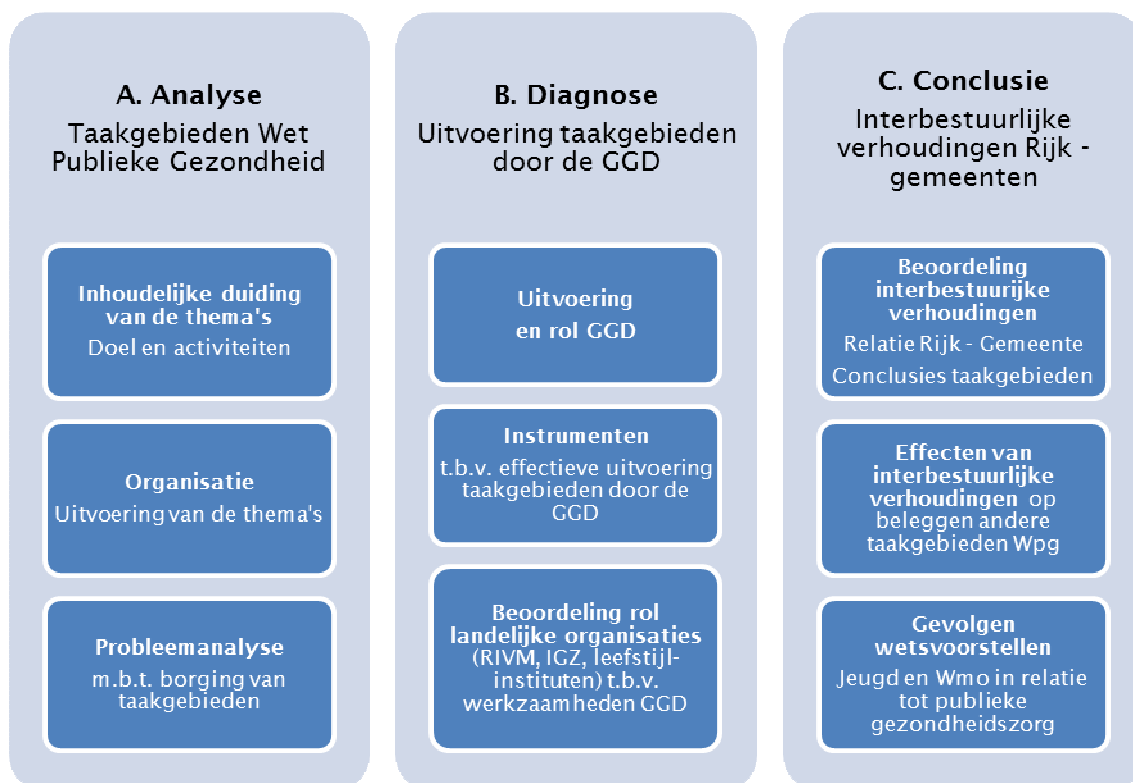 A. Analyse
Taakgebieden Wet
Publieke Gezondheid
Inhoudelijke duiding
van de thema's
Doel en activiteiten
Organisatie
Uitvoering van de thema's
Probleemanalyse
m.b.t. borging van
taakgebieden
B. Diagnose
Uitvoering taakgebieden
door de GGD
Uitvoering
en rol GGD
Instrumenten
t.b.v. effectieve uitvoering
taakgebieden door de
GGD
Beoordeling rol
landelijke organisaties
(RIVM, IGZ, leefstijl-
instituten) t.b.v.
werkzaamheden GGD
C. Conclusie
Interbestuurlijke
verhoudingen Rijk -
gemeenten
Beoordeling
interbestuurijke
verhoudingen
Relatie Rijk - Gemeente
Conclusies taakgebieden
Effecten van
interbestuurlijke
verhoudingen op
beleggen andere
taakgebieden Wpg
Gevolgen
wetsvoorstellen
Jeugd en Wmo in relatie
tot publieke
gezondheidszorg